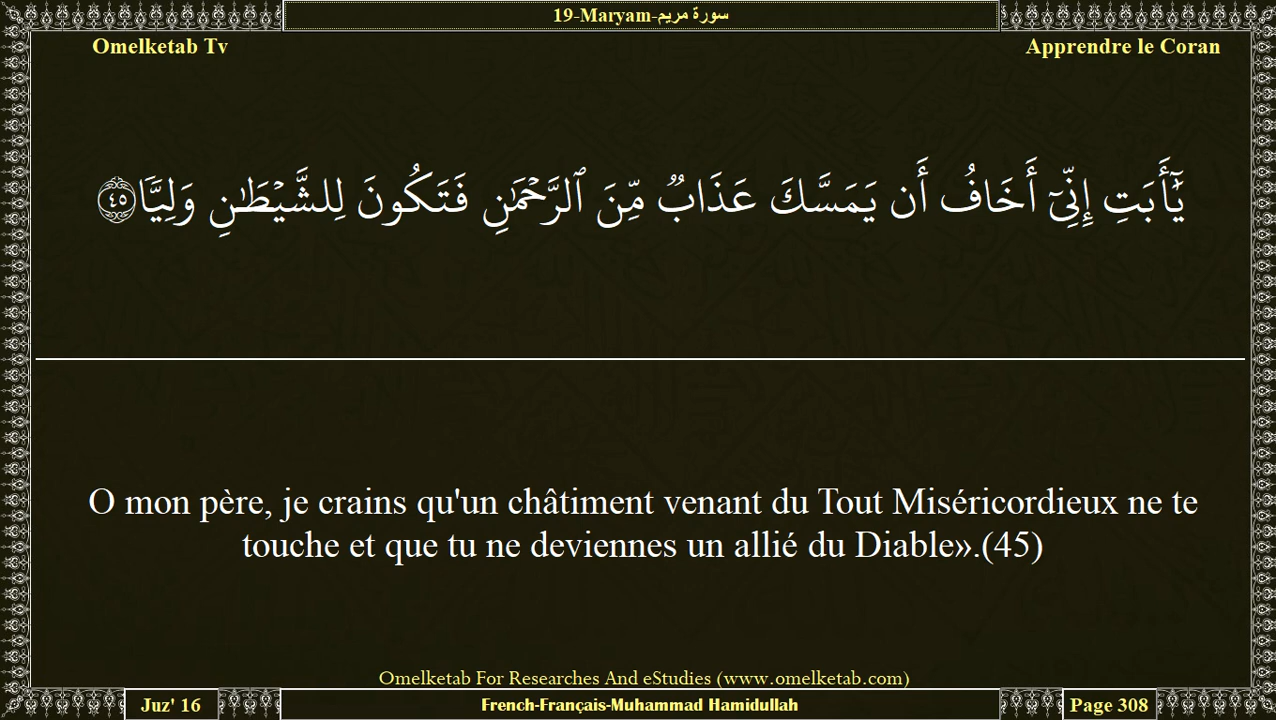 19-Maryam-سورة مريم
Omelketab Tv
Apprendre le Coran
يَٰٓأَبَتِ إِنِّىٓ أَخَافُ أَن يَمَسَّكَ عَذَابٌ مِّنَ ٱلرَّحْمَٰنِ فَتَكُونَ لِلشَّيْطَٰنِ وَلِيًّا ﴿٤٥﴾
O mon père, je crains qu'un châtiment venant du Tout Miséricordieux ne te
touche et que tu ne deviennes un allié du Diable».(45)
Omelketab For Researches And eStudies (www.omelketab.com)
Juz' 16
French-Français-Muhammad Hamidullah
Page 308